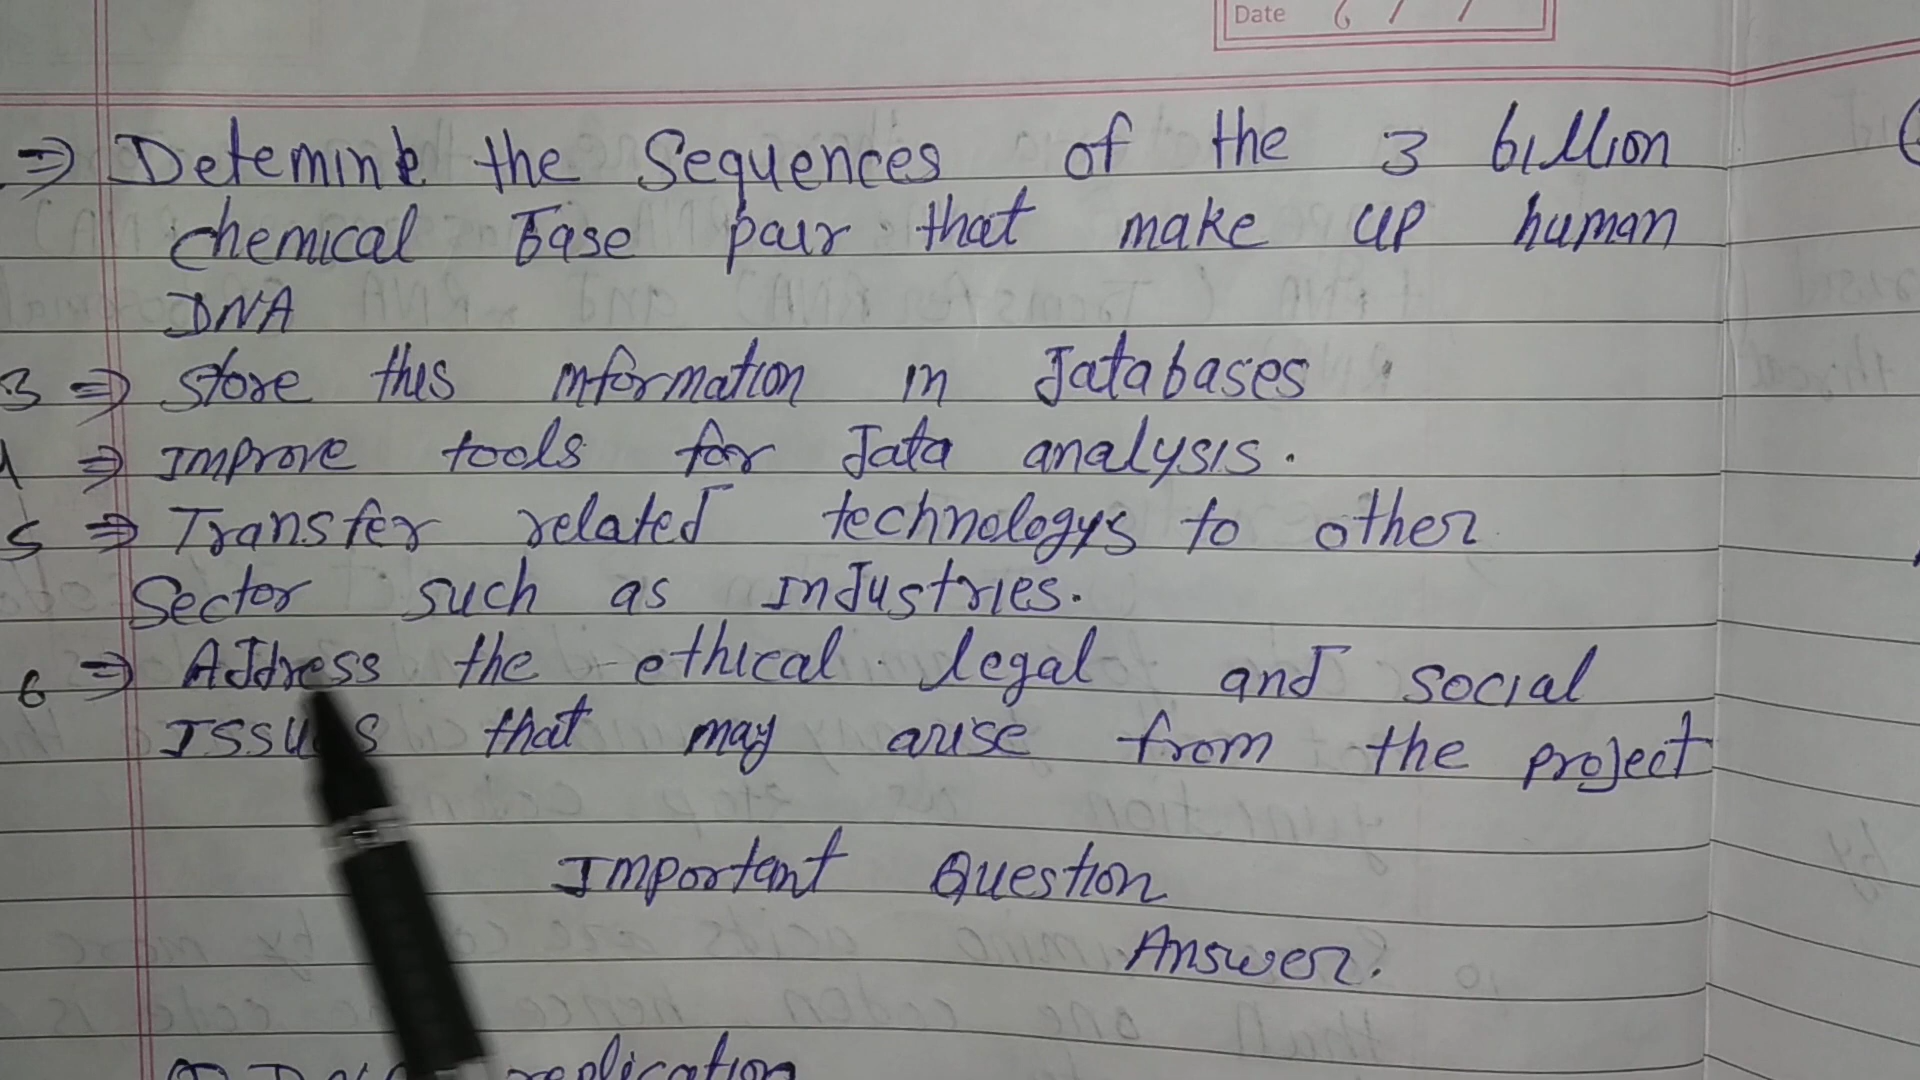 Date 6 / /
⇒ Detemine the Sequences of the 3 billion
chemical Base pair that make up human
DNA
3 ⇒ Store this information in databases
⇒ Improve tools for data analysis.
5 ⇒ Transfer related technologys to other
Sector such as industries.
6 ⇒ Address the ethical legal and social
Issues that may arise from the project
Important Question
Answer.
replication